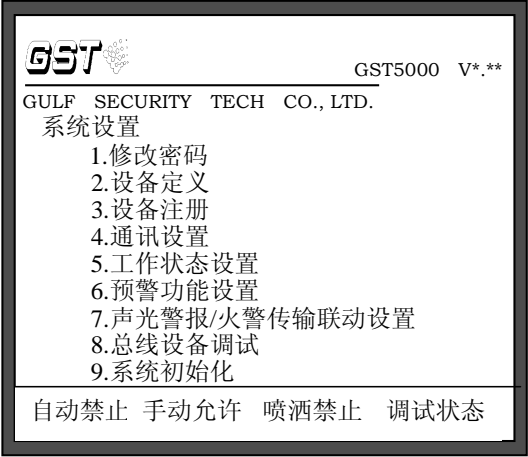 GST
GST5000 V*.**
GULF SECURITY TECH CO., LTD.
系统设置
1.修改密码
2.设备定义
3.设备注册
4.通讯设置
5.工作状态设置
6.预警功能设置
7.声光警报/火警传输联动设置
8.总线设备调试
9.系统初始化
自动禁止 手动允许 喷洒禁止 调试状态